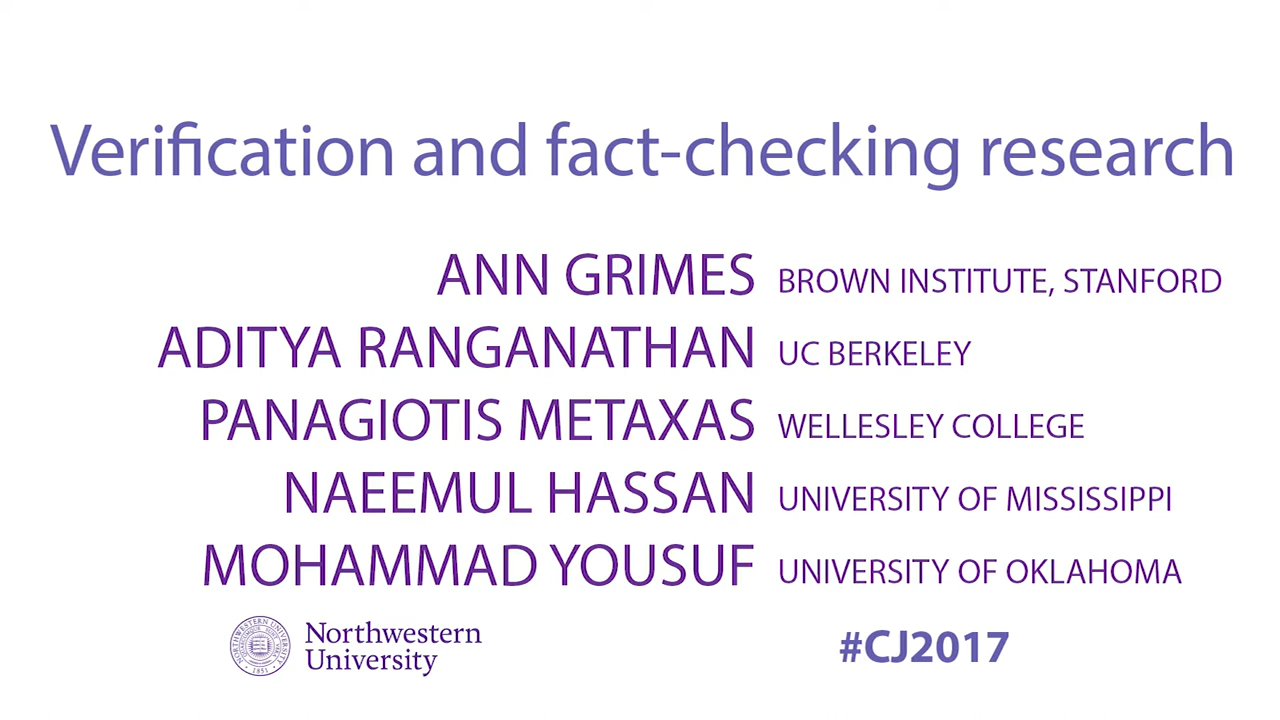 Verification and fact-checking research
ANN GRIMES BROWN INSTITUTE, STANFORD
ADITYA RANGANATHAN UC BERKELEY
PANAGIOTIS METAXAS WELLESLEY COLLEGE
NAEEMUL HASSAN UNIVERSITY OF MISSISSIPPI
MOHAMMAD YOUSUF UNIVERSITY OF OKLAHOMA
Northwestern
University
#CJ2017